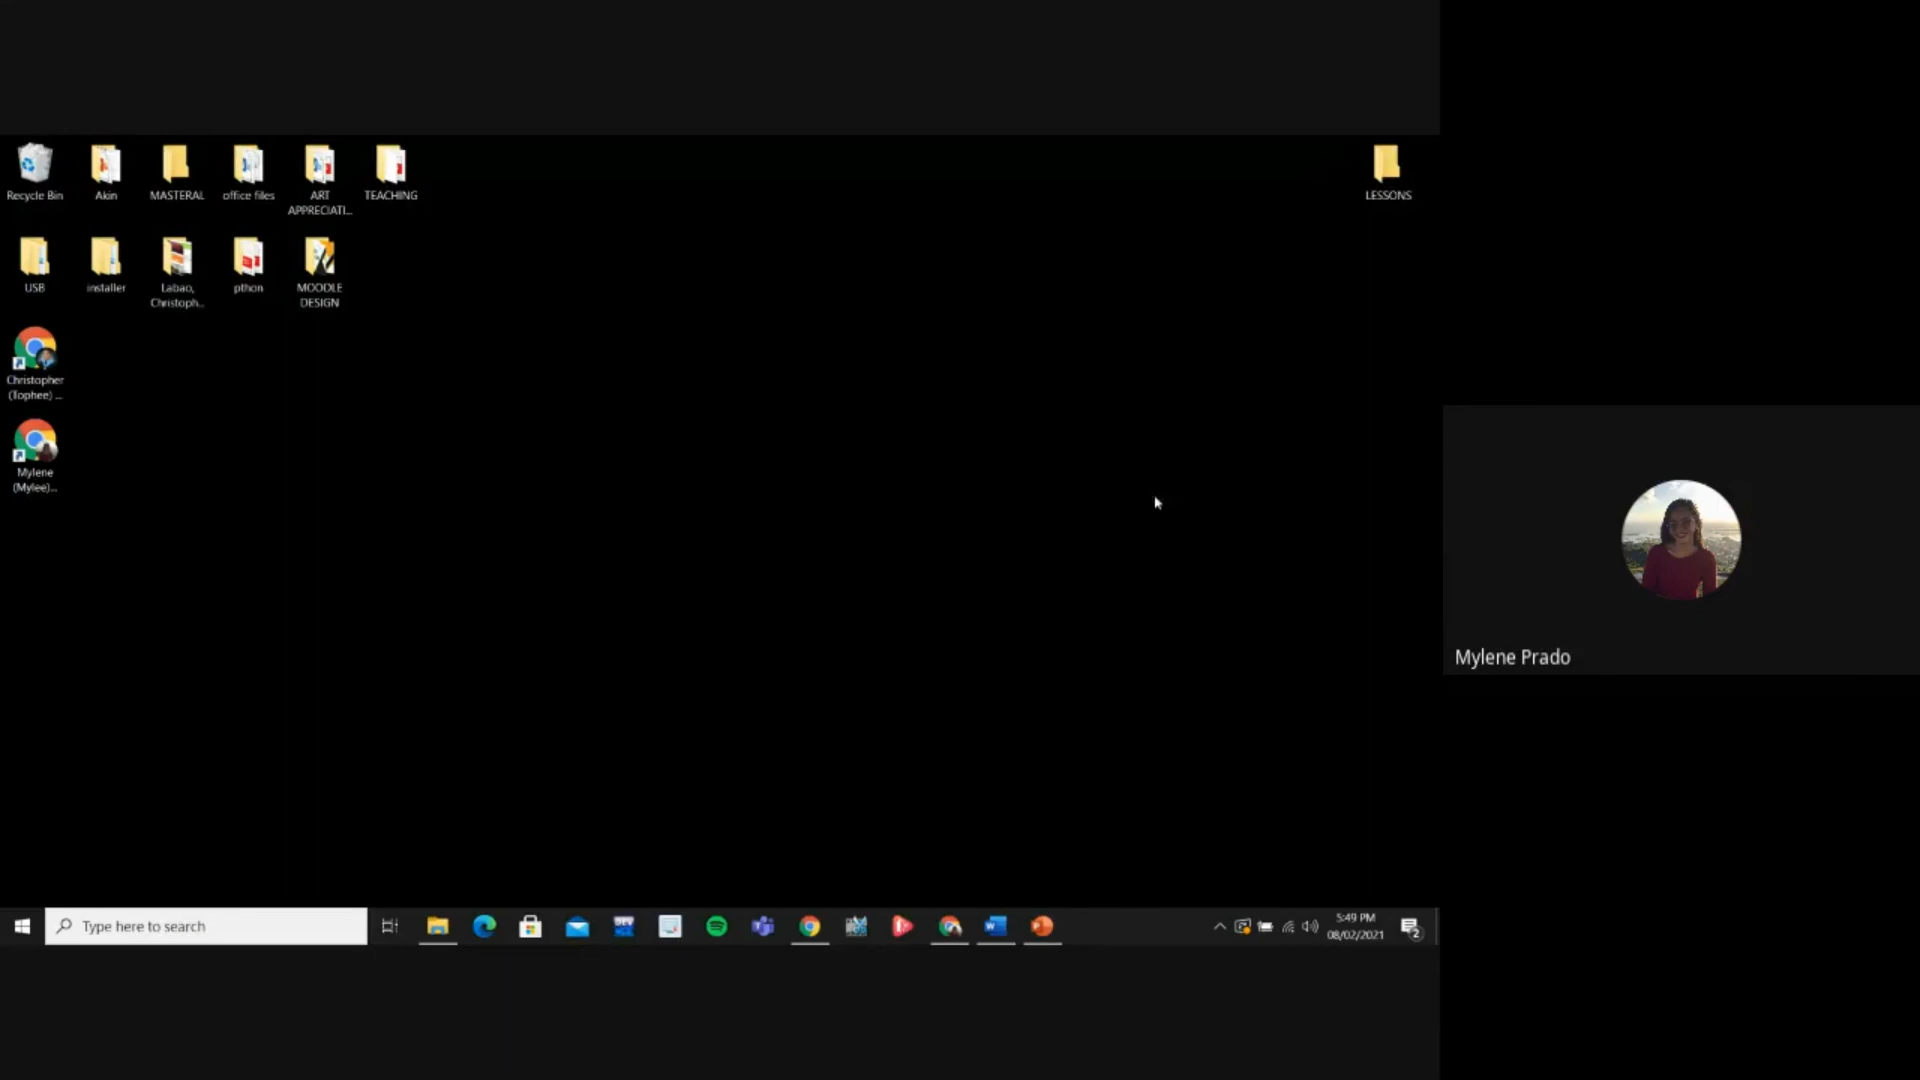 Recycle Bin
Akin
MASTERAL
office files
ART
APPRECIATI...
TEACHING
LESSONS
USB
installer
Labao,
Christoph...
pthon
MOODLE
DESIGN
Christopher
(Tophee) ...
Mylene
(Mylee)...
Mylene Prado
Type here to search
5:49 PM
08/02/2021
2